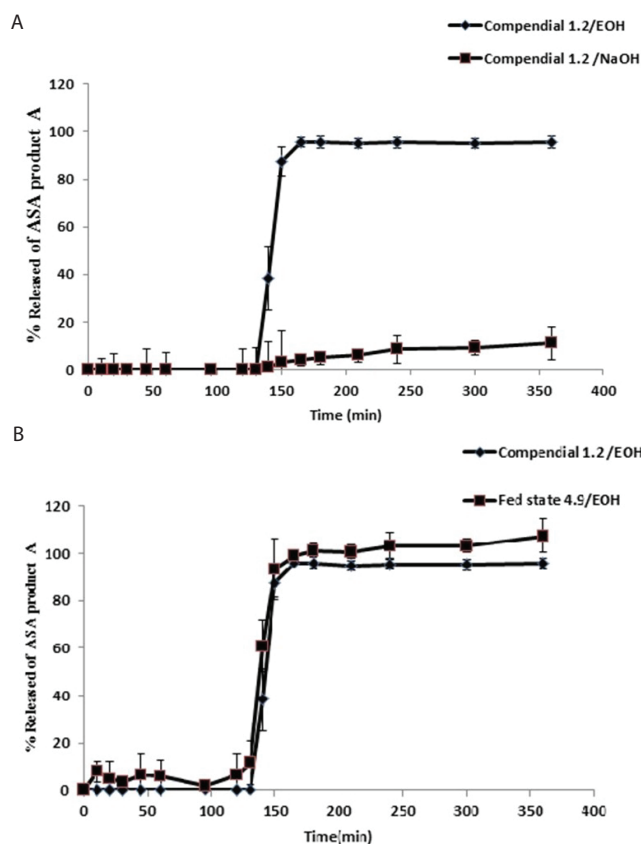 A
Compendial 1.2/EOH
Compendial 1.2/NaOH
% Released of ASA product A
120
100
80
60
40
20
0
0 50 100 150 200 250 300 350 400
Time (min)
B
Compendial 1.2/EOH
Fed state 4.9/EOH
% Released of ASA product A
120
100
80
60
40
20
0
0 50 100 150 200 250 300 350 400
Time(min)